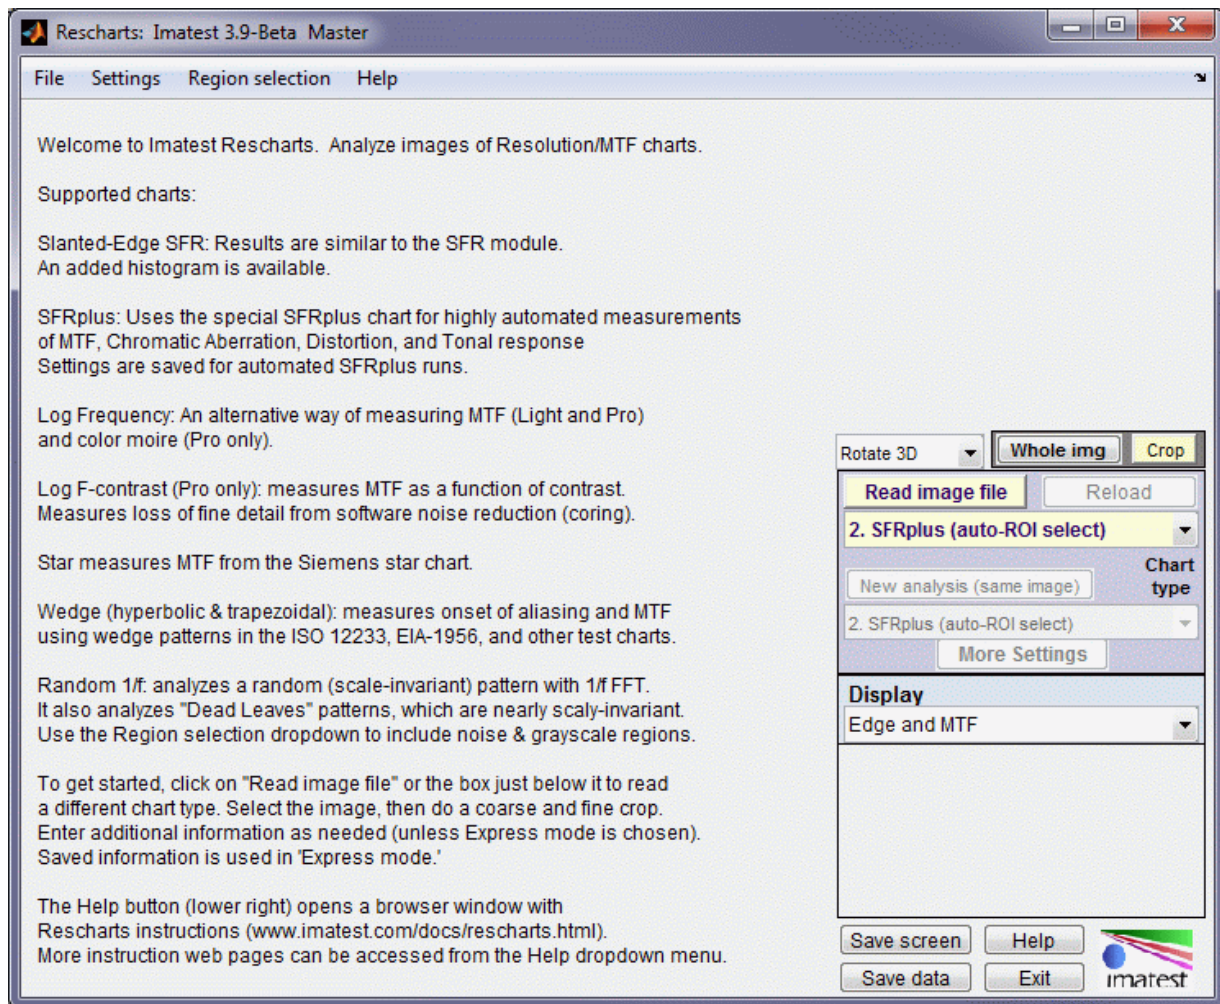 Rescharts: Imatest 3.9-Beta Master
File Settings Region selection Help
Welcome to Imatest Rescharts. Analyze images of Resolution/MTF charts.
Supported charts:
Slanted-Edge SFR: Results are similar to the SFR module.
An added histogram is available.
SFRplus: Uses the special SFRplus chart for highly automated measurements
of MTF, Chromatic Aberration, Distortion, and Tonal response
Settings are saved for automated SFRplus runs.
Log Frequency: An alternative way of measuring MTF (Light and Pro)
and color moire (Pro only).
Log F-contrast (Pro only): measures MTF as a function of contrast.
Measures loss of fine detail from software noise reduction (coring).
Star measures MTF from the Siemens star chart.
Wedge (hyperbolic & trapezoidal): measures onset of aliasing and MTF
using wedge patterns in the ISO 12233, EIA-1956, and other test charts.
Random 1/f: analyzes a random (scale-invariant) pattern with 1/f FFT.
It also analyzes "Dead Leaves" patterns, which are nearly scaly-invariant.
Use the Region selection dropdown to include noise & grayscale regions.
To get started, click on "Read image file" or the box just below it to read
a different chart type. Select the image, then do a coarse and fine crop.
Enter additional information as needed (unless Express mode is chosen).
Saved information is used in 'Express mode.'
The Help button (lower right) opens a browser window with
Rescharts instructions (www.imatest.com/docs/rescharts.html).
More instruction web pages can be accessed from the Help dropdown menu.
Rotate 3D Whole img Crop
Read image file Reload
2. SFRplus (auto-ROI select)
Chart
New analysis (same image) type
2. SFRplus (auto-ROI select)
More Settings
Display
Edge and MTF
Save screen Help
Save data Exit
imatest